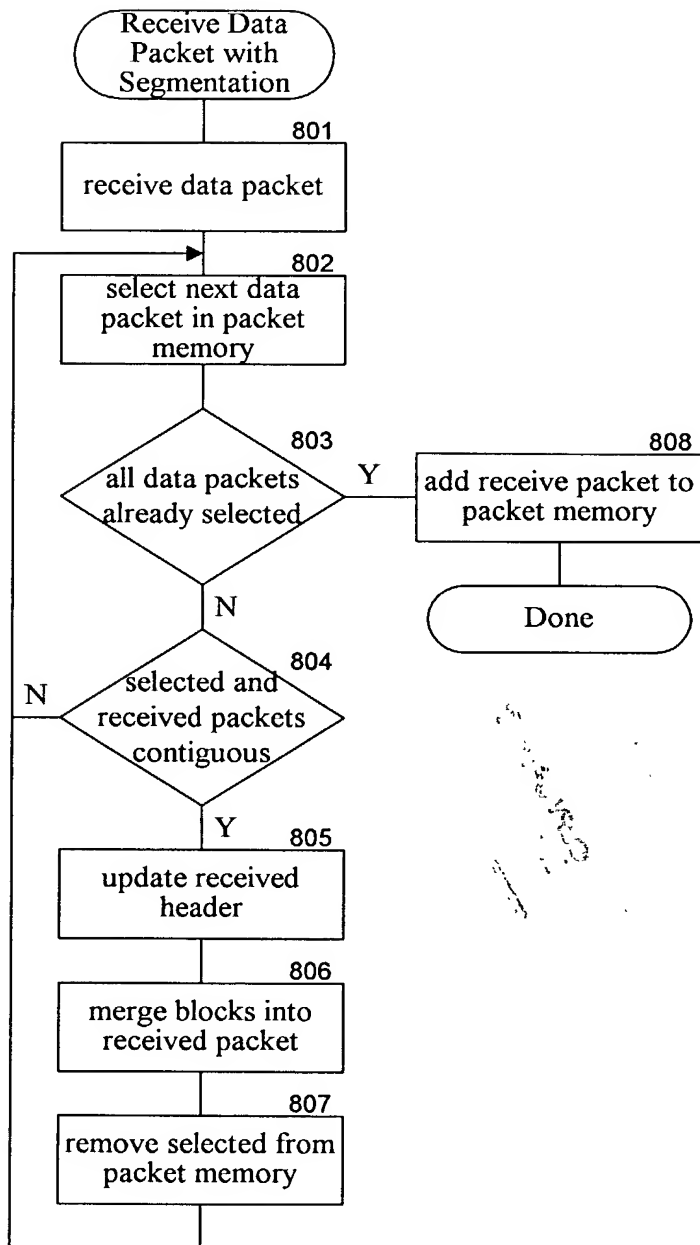 Receive Data
Packet with
Segmentation
801
receive data packet
802
select next data
packet in packet
memory
803
all data packets
already selected
Y
808
add receive packet to
packet memory
Done
N
804
selected and
received packets
contiguous
N
Y
805
update received
header
806
merge blocks into
received packet
807
remove selected from
packet memory